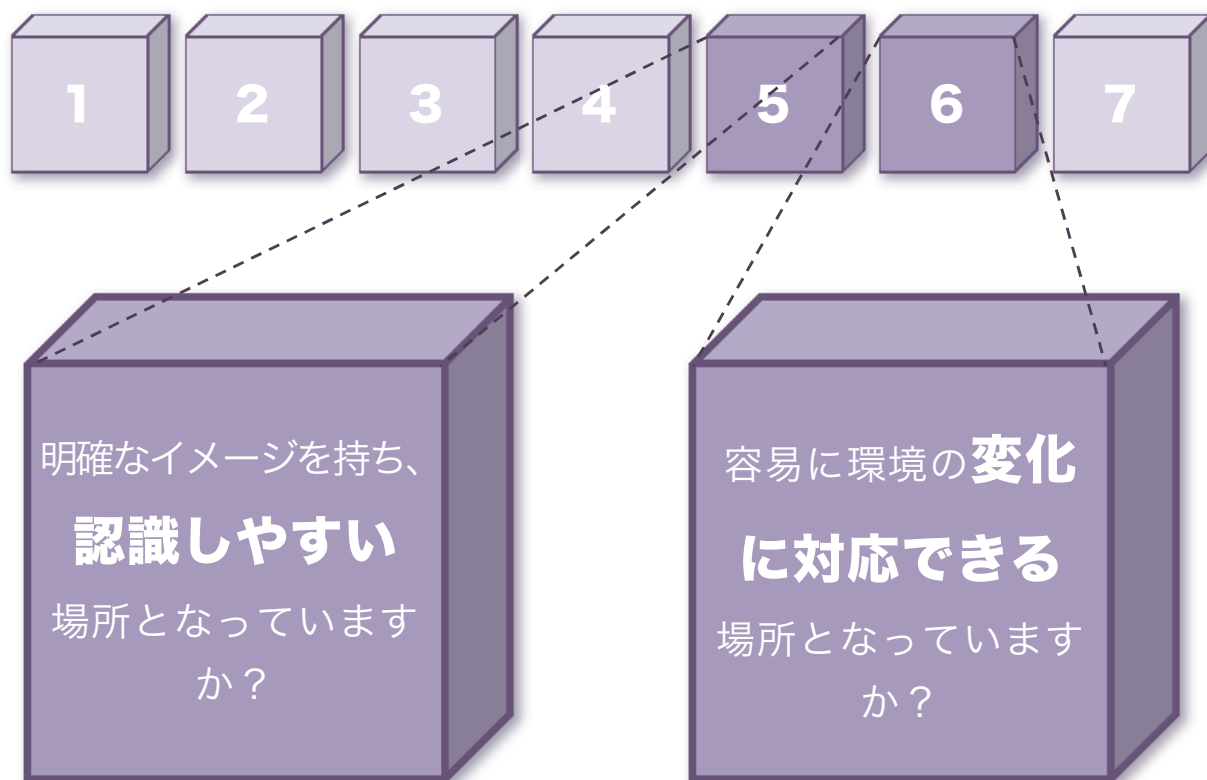 1 2 3 4 5 6 7
明確なイメージを持ち、
認識しやすい
場所となっています
か？
容易に環境の変化
に対応できる
場所となっています
か？